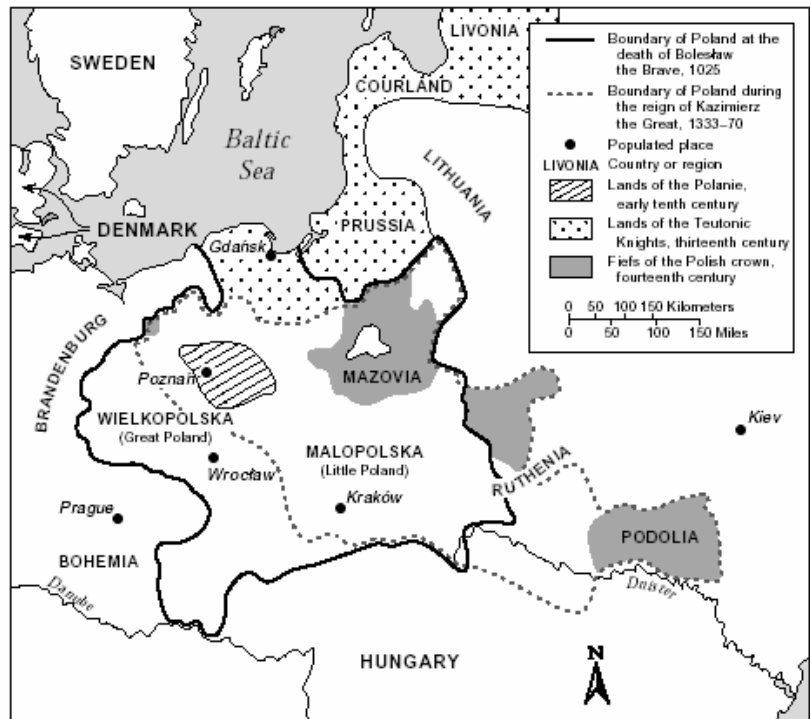 LIVONIA
SWEDEN
COURLAND
Baltic
Sea
LITHUANIA
DENMARK
Gdańsk
PRUSSIA
BRANDENBURG
Poznań
MAZOVIA
WIELKOPOLSKA
(Great Poland)
MALOPOLSKA
(Little Poland)
Kiev
Wrocław
RUTHENIA
Prague
Kraków
BOHEMIA
PODOLIA
Danube
Dnister
HUNGARY
N
Boundary of Poland at the
death of Bolesław
the Brave, 1025
Boundary of Poland during
the reign of Kazimierz
the Great, 1333–70
Populated place
LIVONIA Country or region
Lands of the Polanie,
early tenth century
Lands of the Teutonic
Knights, thirteenth century
Fiefs of the Polish crown,
fourteenth century
0 50 100 150 Kilometers
0 50 100 150 Miles